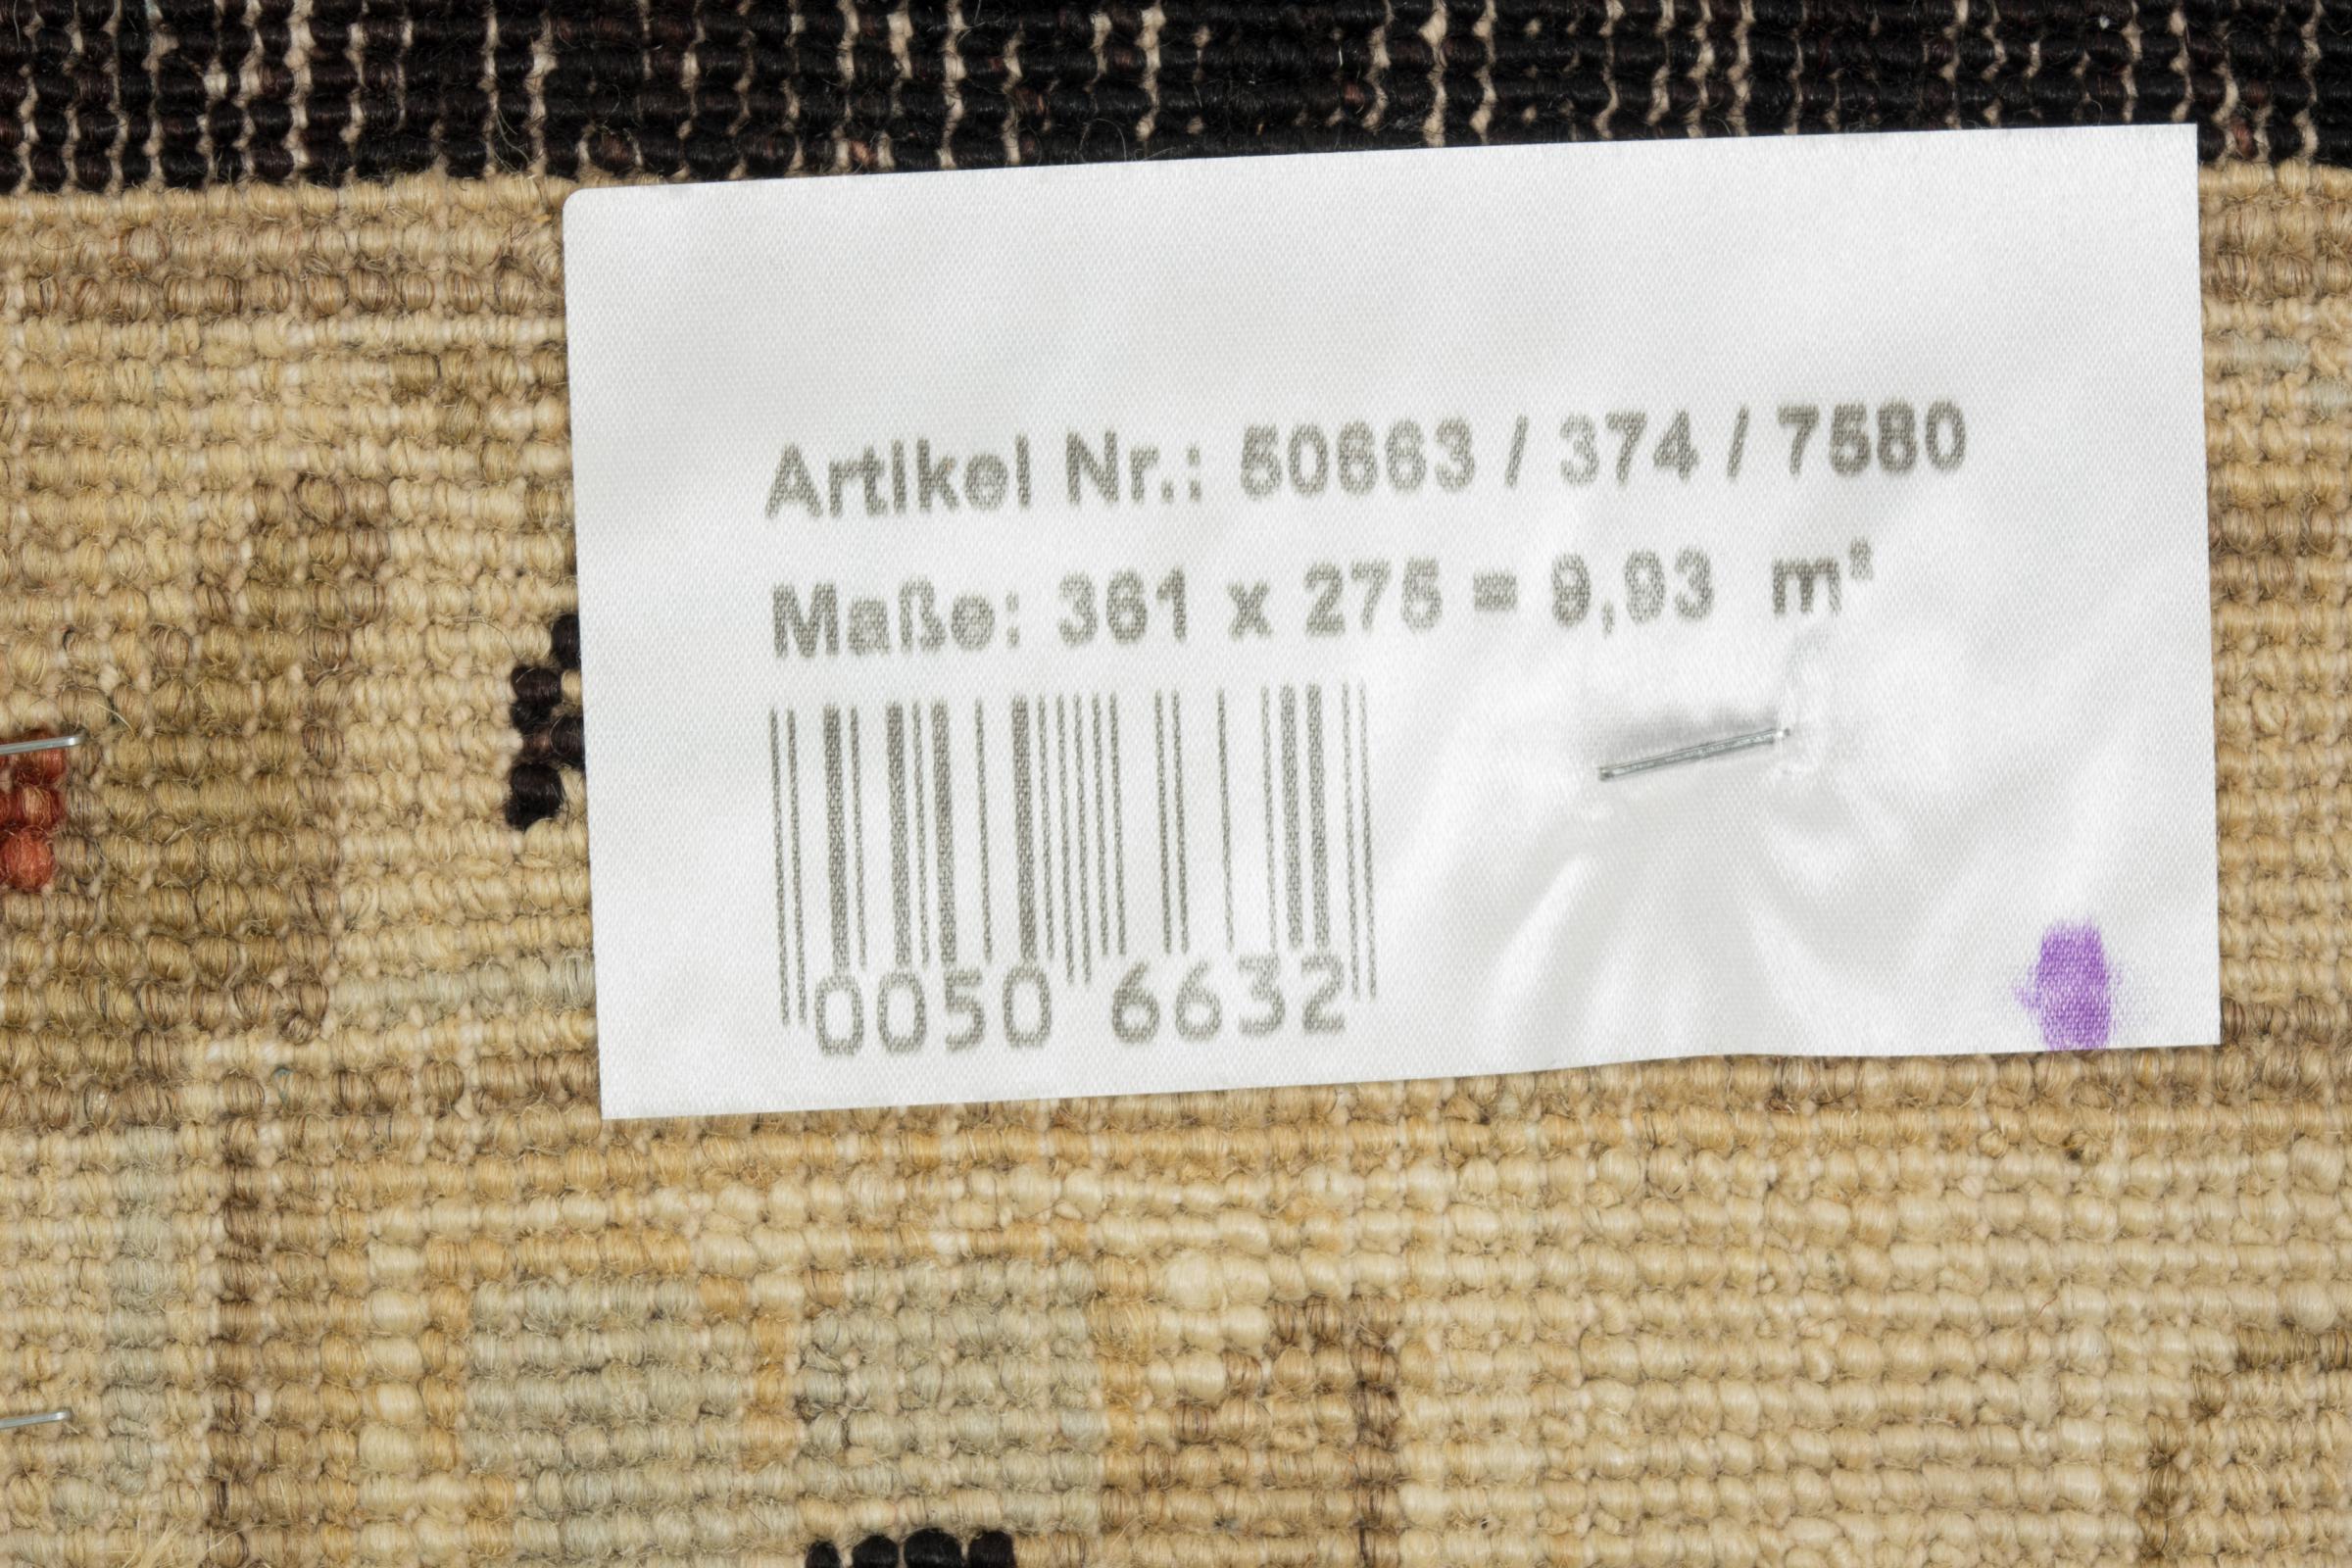 Artikel Nr.: 50663 / 374 / 7580
Maße: 361 x 275 = 9,93 m²
0050 6632